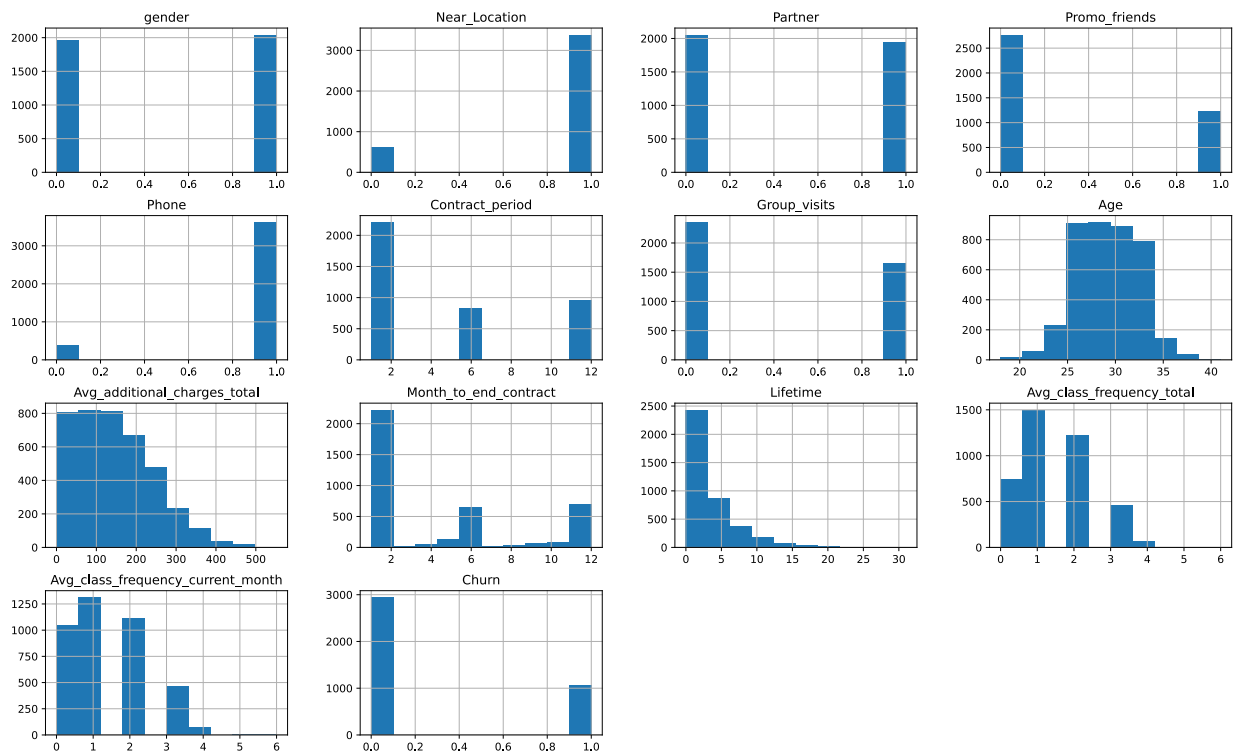 gender Near_Location Partner Promo_friends
2000 1500 1000 500 0
0.0 0.2 0.4 0.6 0.8 1.0
3000 2000 1000 0
0.0 0.2 0.4 0.6 0.8 1.0
2000 1500 1000 500 0
0.0 0.2 0.4 0.6 0.8 1.0
2500 2000 1500 1000 500 0
0.0 0.2 0.4 0.6 0.8 1.0
Phone Contract_period Group_visits Age
3000 2000 1000 0
0.0 0.2 0.4 0.6 0.8 1.0
2000 1500 1000 500 0
2 4 6 8 10 12
2000 1500 1000 500 0
0.0 0.2 0.4 0.6 0.8 1.0
800 600 400 200 0
20 25 30 35 40
Avg_additional_charges_total Month_to_end_contract Lifetime Avg_class_frequency_total
800 600 400 200 0
0 100 200 300 400 500
2000 1500 1000 500 0
2 4 6 8 10 12
2500 2000 1500 1000 500 0
0 5 10 15 20 25 30
1500 1000 500 0
0 1 2 3 4 5 6
Avg_class_frequency_current_month Churn
1250 1000 750 500 250 0
0 1 2 3 4 5 6
3000 2000 1000 0
0.0 0.2 0.4 0.6 0.8 1.0